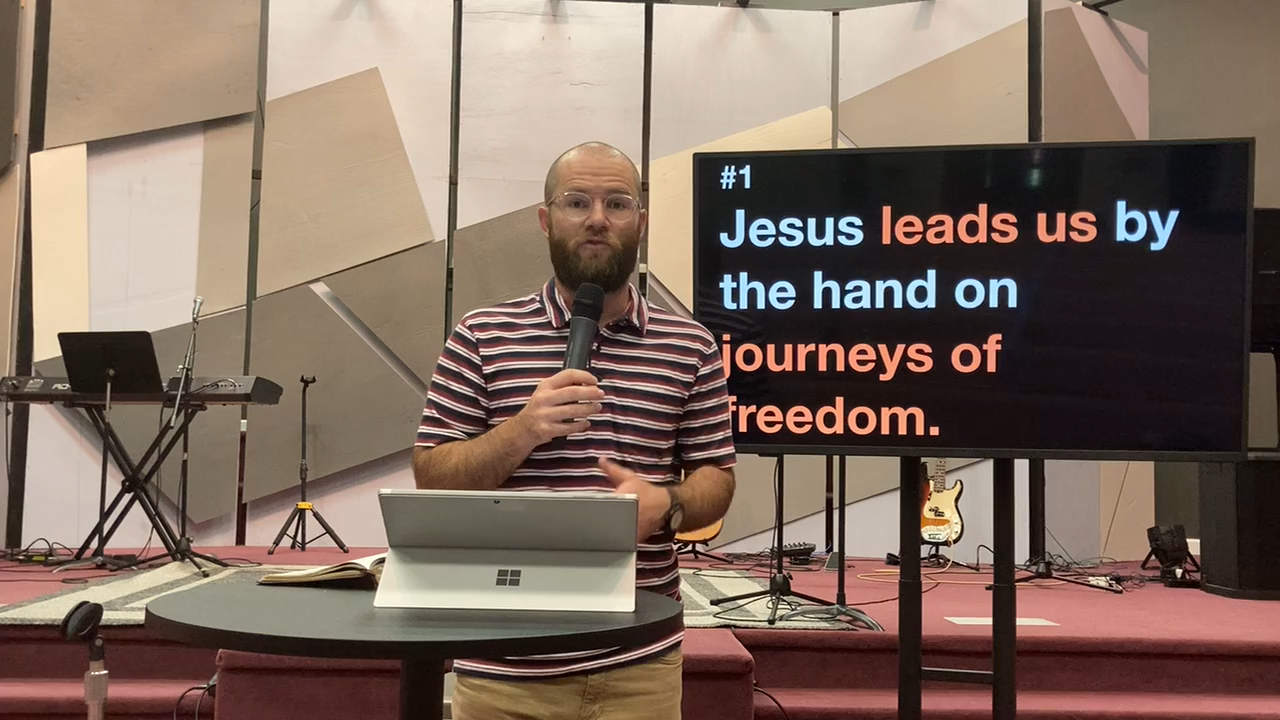 #1
Jesus leads us by
the hand on
journeys of
freedom.